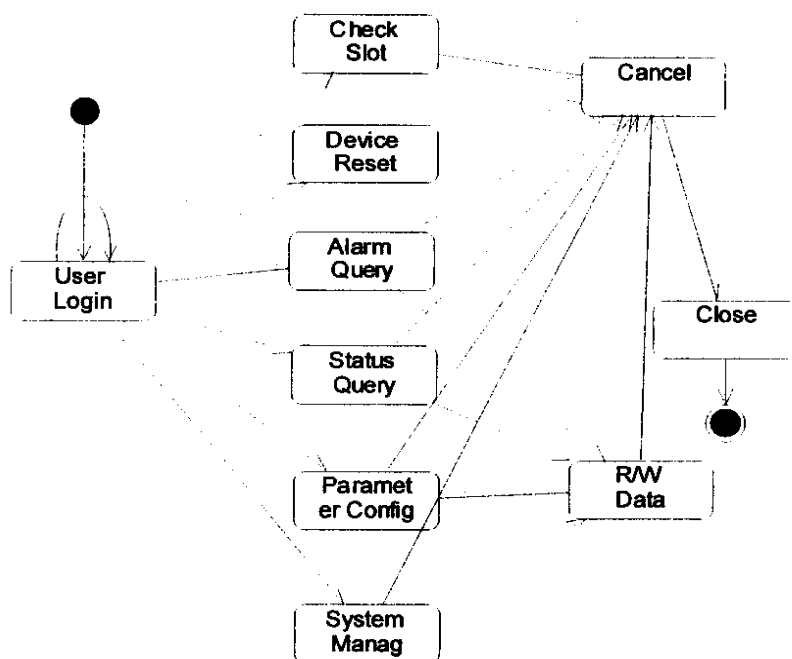 Check
Slot
Cancel
Device
Reset
Alarm
Query
User
Login
Close
Status
Query
Paramet
er Config
R/W
Data
System
Manag